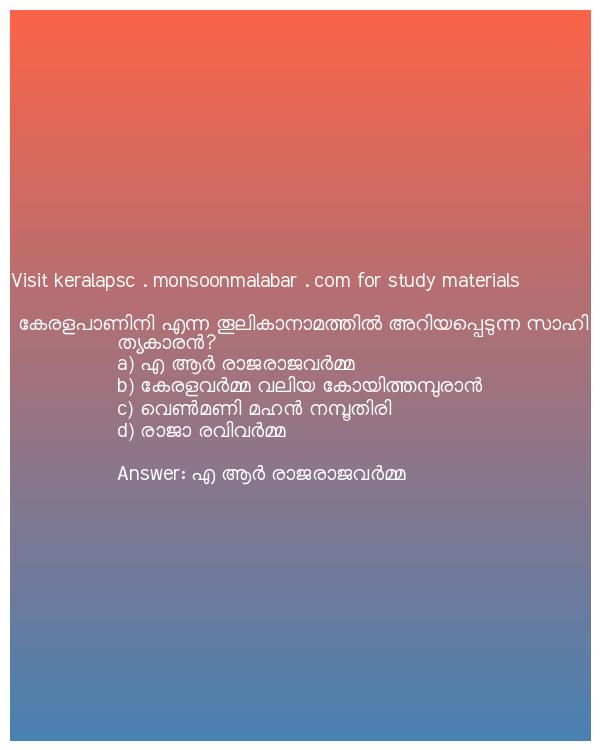 Visit keralapsc . monsoonmalabar . com for study materials
കേരളപാണിനി എന്ന തൂലികാനാമത്തിൽ അറിയപ്പെടുന്ന സാഹി
ത്യകാരൻ?
a) എ ആർ രാജരാജവർമ്മ
b) കേരളവർമ്മ വലിയ കോയിത്തമ്പുരാൻ
c) വെൺമണി മഹൻ നമ്പൂതിരി
d) രാജാ രവിവർമ്മ
Answer: എ ആർ രാജരാജവർമ്മ